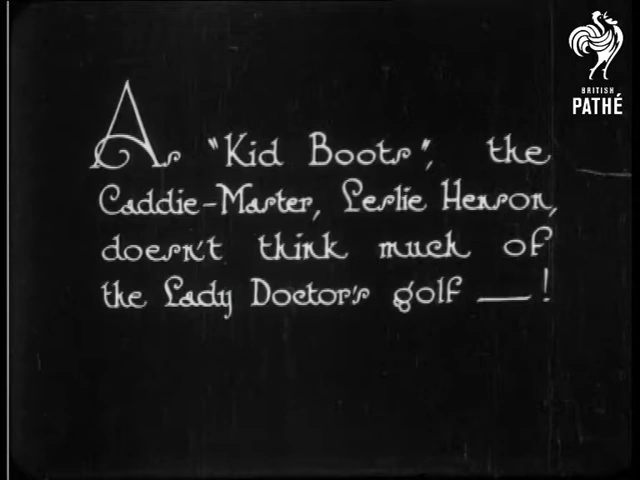 BRITISH
PATHÉ
As "Kid Boots", the
Caddie-Master, Leslie Henson,
doesn't think much of
the Lady Doctor's golf —!